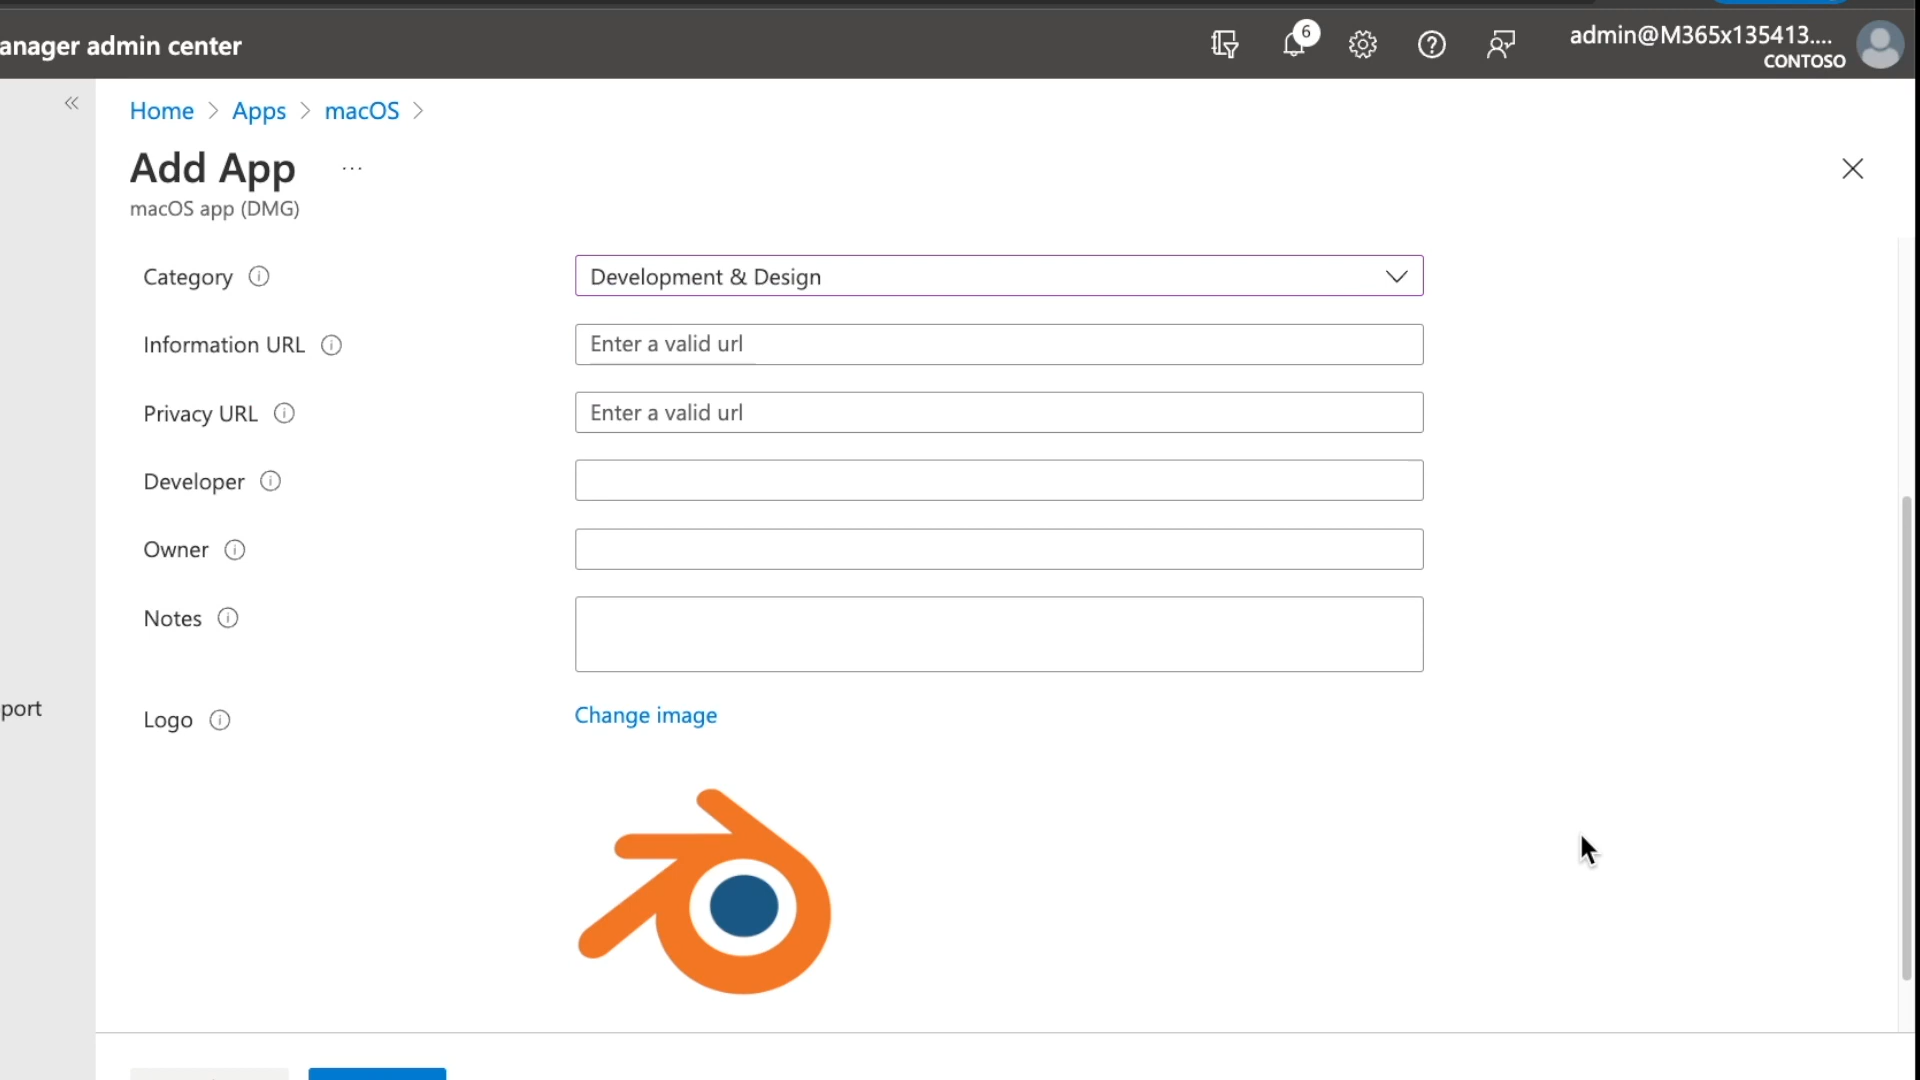 anager admin center
6
admin@M365x135413....
CONTOSO
Home
Apps
macOS
Add App
...
macOS app (DMG)
Category
Development & Design
Information URL
Enter a valid url
Privacy URL
Enter a valid url
Developer
Owner
Notes
port
Logo
Change image